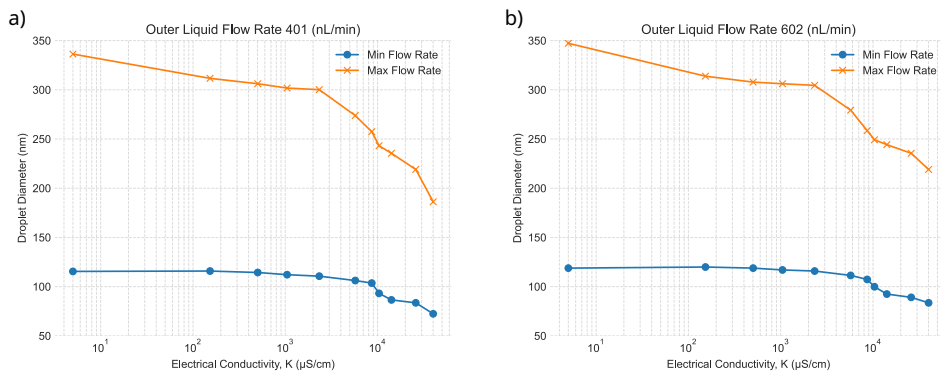 a)
Outer Liquid Flow Rate 401 (nL/min)
350
300
250
200
150
100
50
Droplet Diameter (nm)
Min Flow Rate
Max Flow Rate
10¹
10²
10³
10⁴
Electrical Conductivity, K (µS/cm)
b)
Outer Liquid Flow Rate 602 (nL/min)
350
300
250
200
150
100
50
Droplet Diameter (nm)
Min Flow Rate
Max Flow Rate
10¹
10²
10³
10⁴
Electrical Conductivity, K (µS/cm)